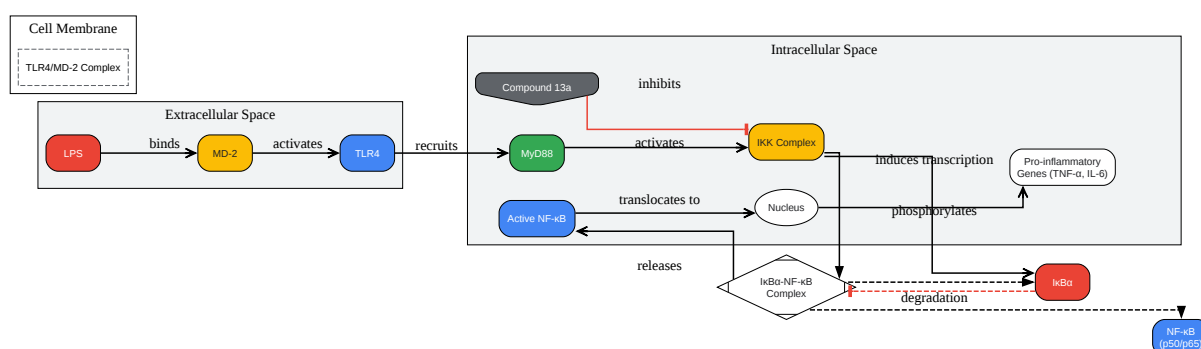 Cell Membrane
TLR4/MD-2 Complex
Extracellular Space
LPS
binds
MD-2
activates
TLR4
recruits
Intracellular Space
Compound 13a
inhibits
MyD88
activates
IKK Complex
induces transcription
Pro-inflammatory
Genes (TNF-α, IL-6)
Active NF-κB
translocates to
Nucleus
phosphorylates
releases
IκBα-NF-κB
Complex
degradation
IκBα
NF-κB
(p50/p65